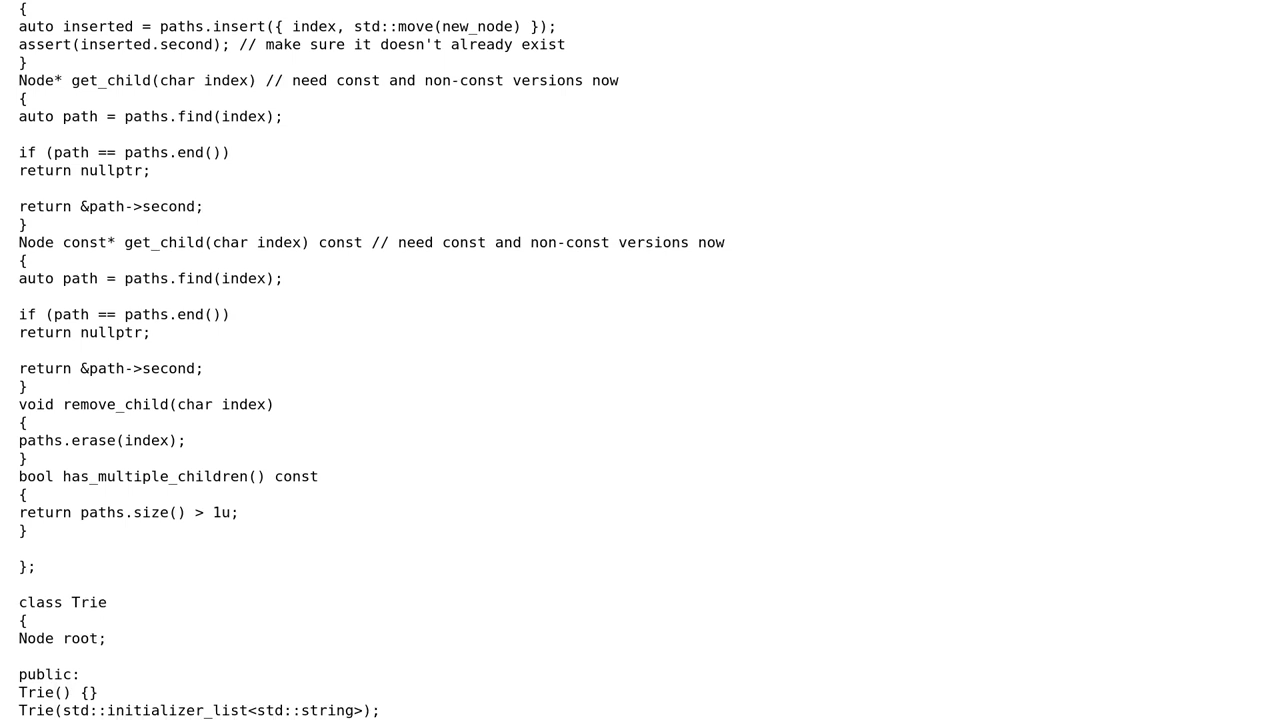 {
auto inserted = paths.insert({ index, std::move(new_node) });
assert(inserted.second); // make sure it doesn't already exist
}
Node* get_child(char index) // need const and non-const versions now
{
auto path = paths.find(index);

if (path == paths.end())
return nullptr;

return &path->second;
}
Node const* get_child(char index) const // need const and non-const versions now
{
auto path = paths.find(index);

if (path == paths.end())
return nullptr;

return &path->second;
}
void remove_child(char index)
{
paths.erase(index);
}
bool has_multiple_children() const
{
return paths.size() > 1u;
}

};

class Trie
{
Node root;

public:
Trie() {}
Trie(std::initializer_list<std::string>);